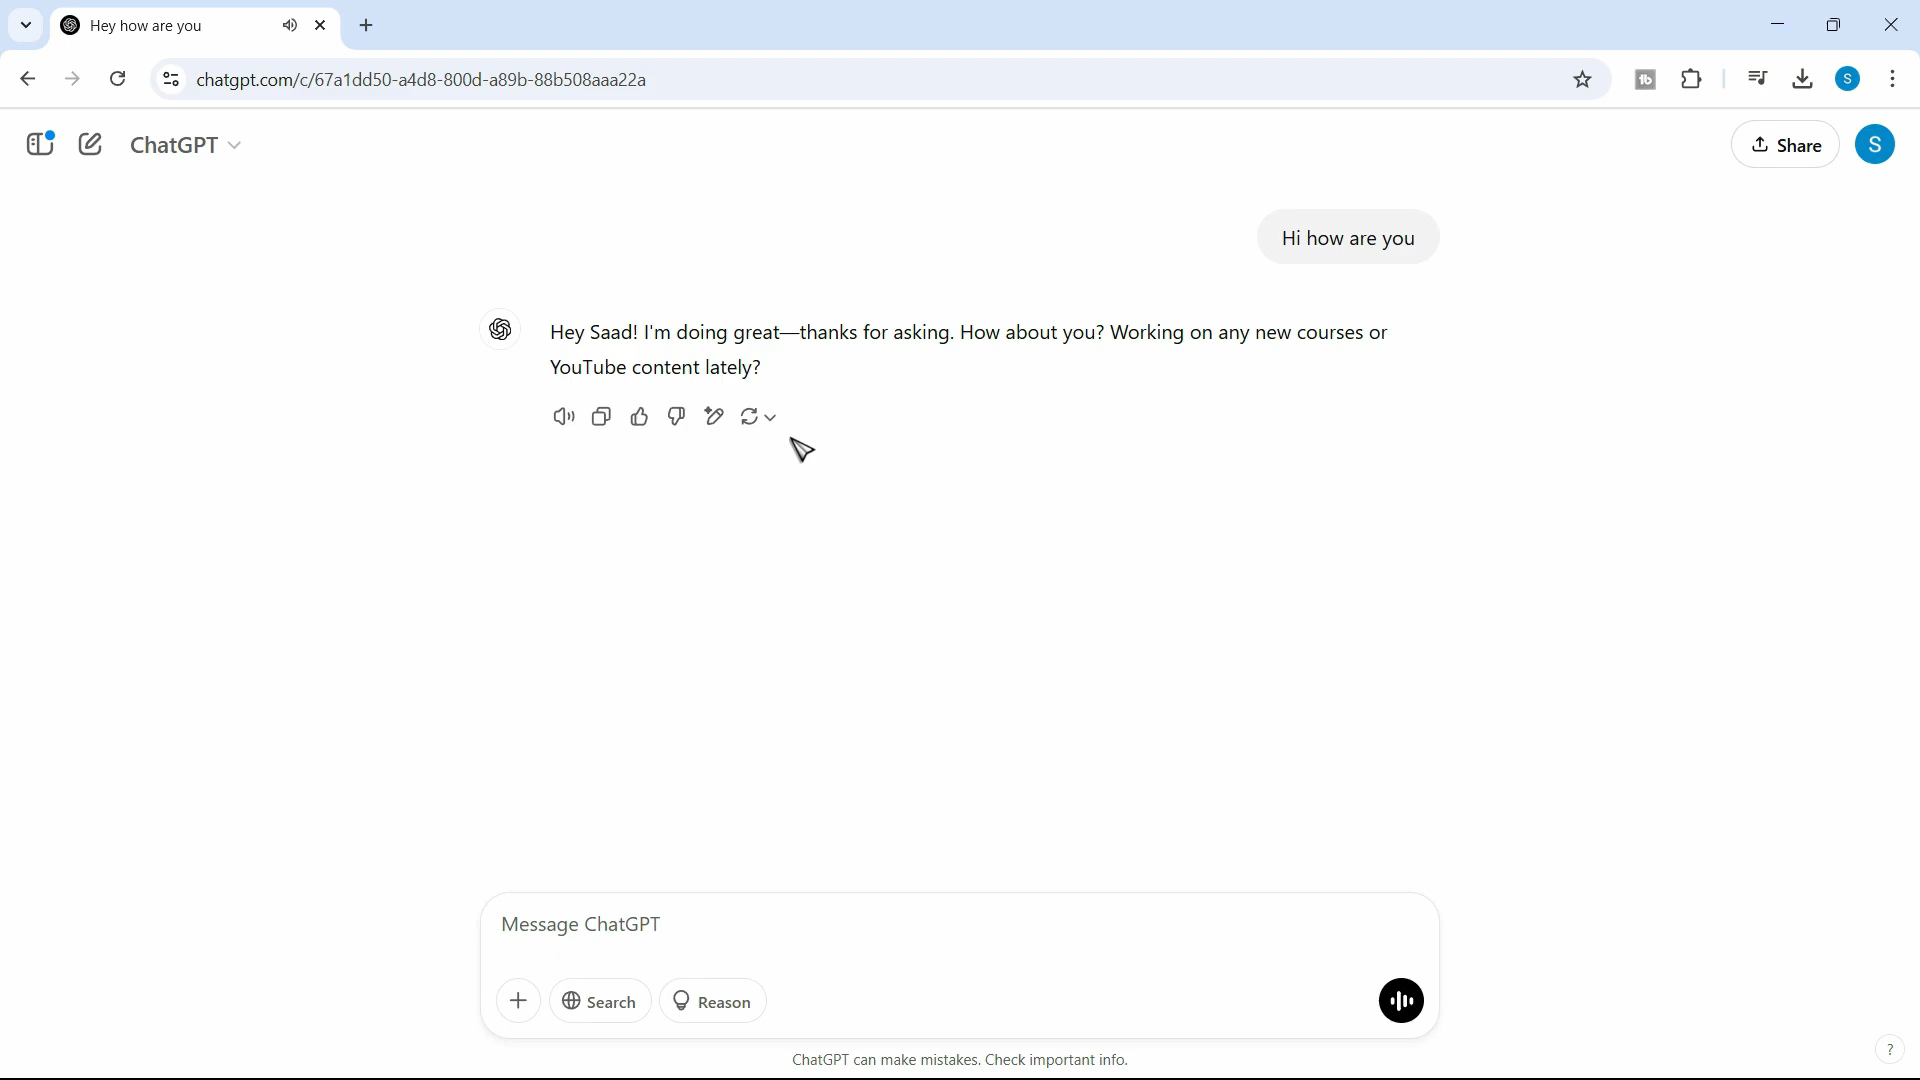 Hey how are you
chatgpt.com/c/67a1dd50-a4d8-800d-a89b-88b508aaa22a
tb
S
ChatGPT
Share
S
Hi how are you
Hey Saad! I'm doing great—thanks for asking. How about you? Working on any new courses or
YouTube content lately?
Message ChatGPT
Search
Reason
ChatGPT can make mistakes. Check important info.
?